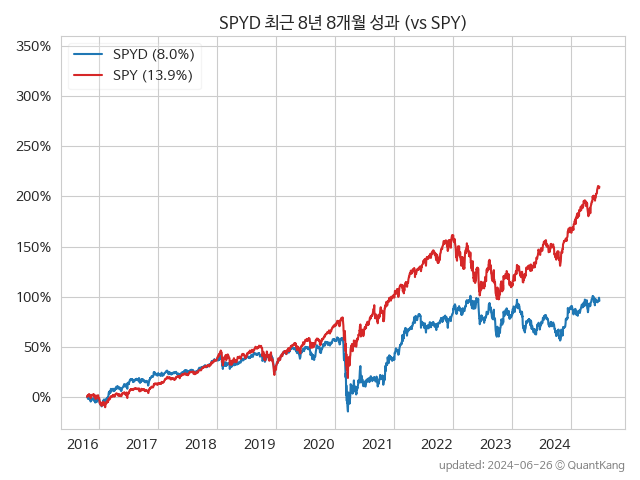 SPYD 최근 8년 8개월 성과 (vs SPY)
SPYD (8.0%)
SPY (13.9%)
350%
300%
250%
200%
150%
100%
50%
0%
2016 2017 2018 2019 2020 2021 2022 2023 2024
updated: 2024-06-26 © QuantKang